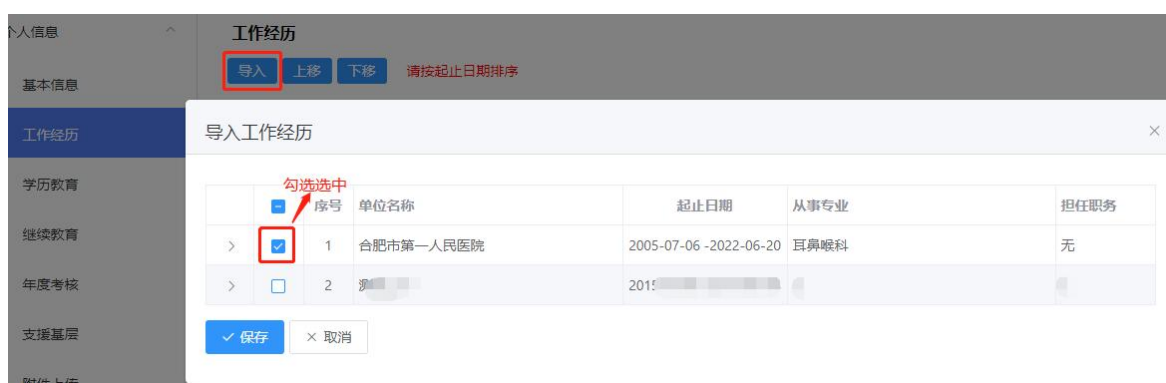 个人信息
工作经历
导入 上移 下移 请按起止日期排序
基本信息
工作经历
导入工作经历
学历教育
勾选选中
序号 单位名称 起止日期 从事专业 担任职务
继续教育
1 合肥市第一人民医院 2005-07-06 -2022-06-20 耳鼻喉科 无
年度考核
2 201
支援基层
保存 取消
附件上传